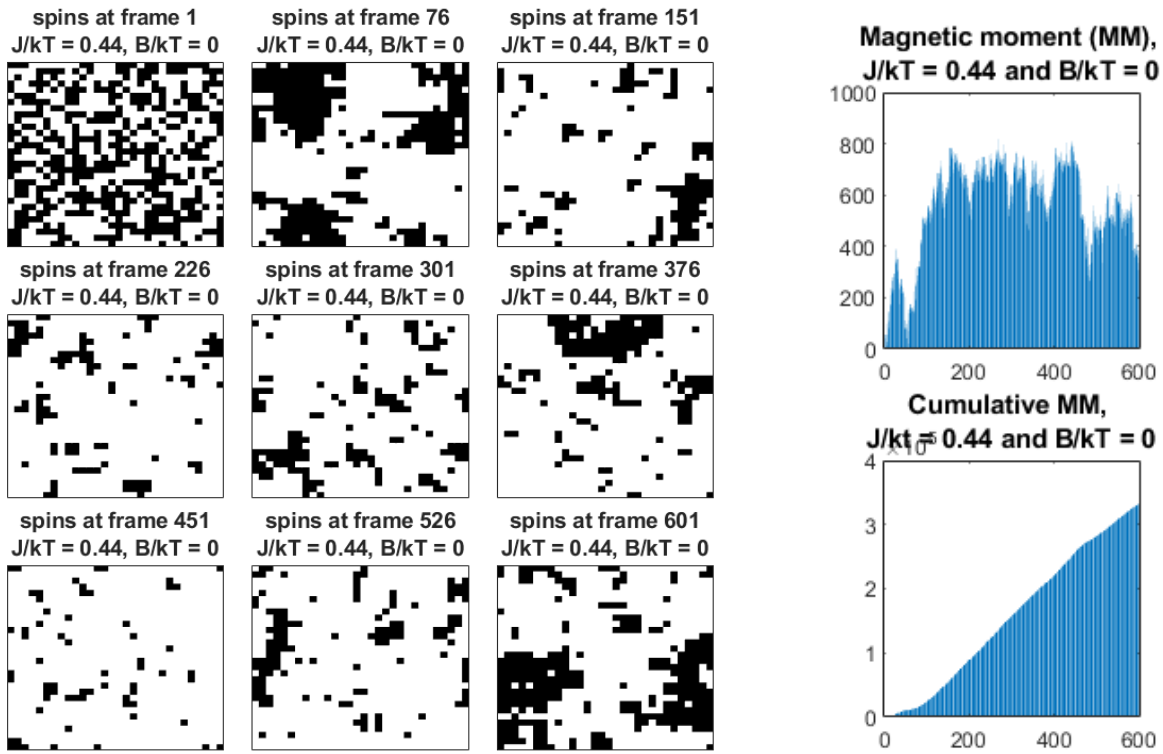 spins at frame 1
J/kT = 0.44, B/kT = 0
spins at frame 76
J/kT = 0.44, B/kT = 0
spins at frame 151
J/kT = 0.44, B/kT = 0
spins at frame 226
J/kT = 0.44, B/kT = 0
spins at frame 301
J/kT = 0.44, B/kT = 0
spins at frame 376
J/kT = 0.44, B/kT = 0
spins at frame 451
J/kT = 0.44, B/kT = 0
spins at frame 526
J/kT = 0.44, B/kT = 0
spins at frame 601
J/kT = 0.44, B/kT = 0
Magnetic moment (MM),
J/kT = 0.44 and B/kT = 0
1000
800
600
400
200
0
0 200 400 600
Cumulative MM,
J/kt = 0.44 and B/kT = 0
× 10^5
4
3
2
1
0
0 200 400 600